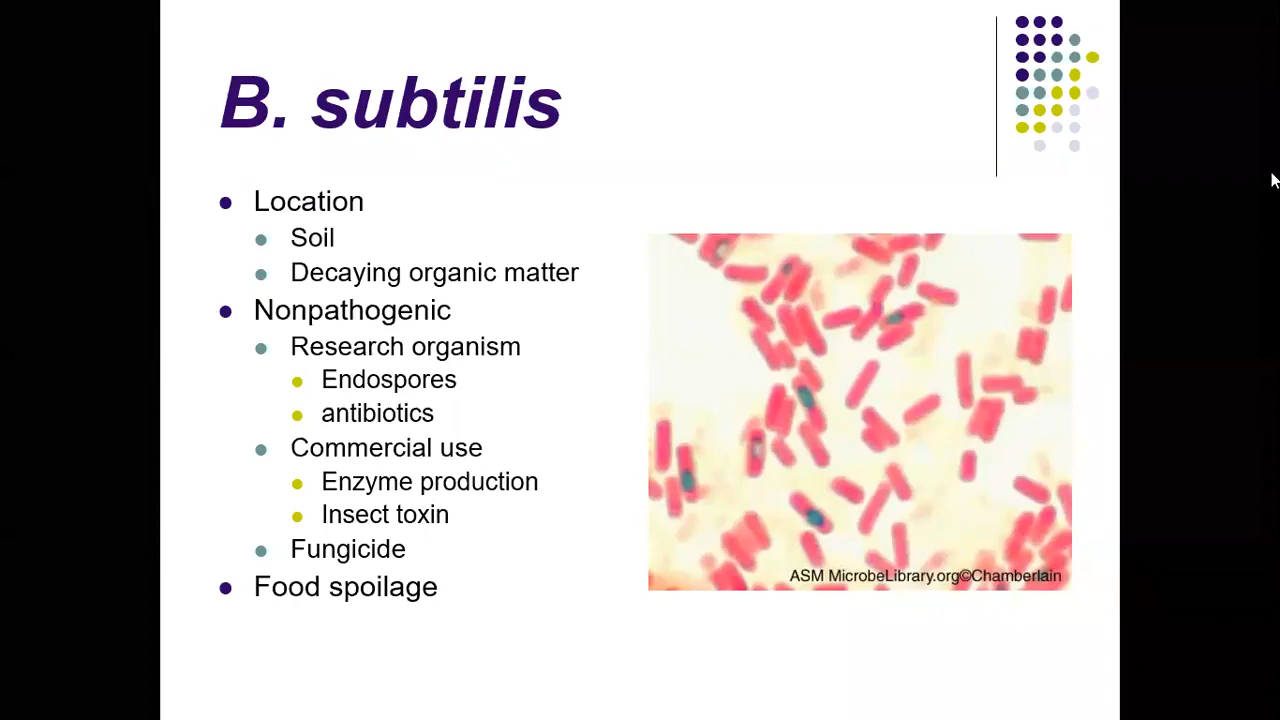 B. subtilis
Location
Soil
Decaying organic matter
Nonpathogenic
Research organism
Endospores
antibiotics
Commercial use
Enzyme production
Insect toxin
Fungicide
Food spoilage
ASM MicrobeLibrary.org©Chamberlain